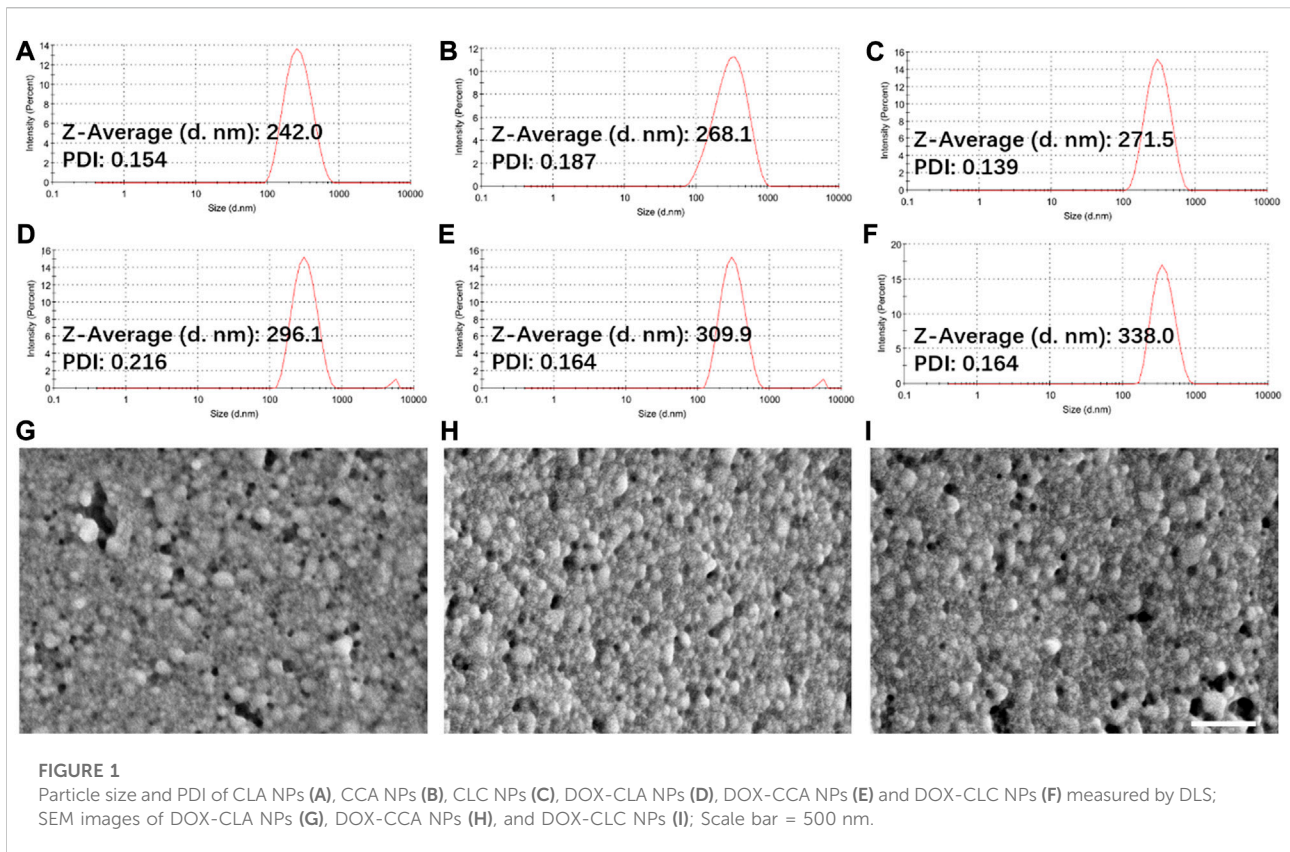 A
Intensity (Percent)
14
12
10
8
6
4
2
0
Z-Average (d. nm): 242.0
PDI: 0.154
0.1 1 10 100 1000 10000
Size (d.nm)
B
Intensity (Percent)
12
10
8
6
4
2
0
Z-Average (d. nm): 268.1
PDI: 0.187
0.1 1 10 100 1000 10000
Size (d.nm)
C
Intensity (Percent)
16
14
12
10
8
6
4
2
0
Z-Average (d. nm): 271.5
PDI: 0.139
0.1 1 10 100 1000 10000
Size (d.nm)
D
Intensity (Percent)
16
14
12
10
8
6
4
2
0
Z-Average (d. nm): 296.1
PDI: 0.216
0.1 1 10 100 1000 10000
Size (d.nm)
E
Intensity (Percent)
16
14
12
10
8
6
4
2
0
Z-Average (d. nm): 309.9
PDI: 0.164
0.1 1 10 100 1000 10000
Size (d.nm)
F
Intensity (Percent)
20
15
10
5
0
Z-Average (d. nm): 338.0
PDI: 0.164
0.1 1 10 100 1000 10000
Size (d.nm)
G
H
I
FIGURE 1
Particle size and PDI of CLA NPs (A), CCA NPs (B), CLC NPs (C), DOX-CLA NPs (D), DOX-CCA NPs (E) and DOX-CLC NPs (F) measured by DLS;
SEM images of DOX-CLA NPs (G), DOX-CCA NPs (H), and DOX-CLC NPs (I); Scale bar = 500 nm.